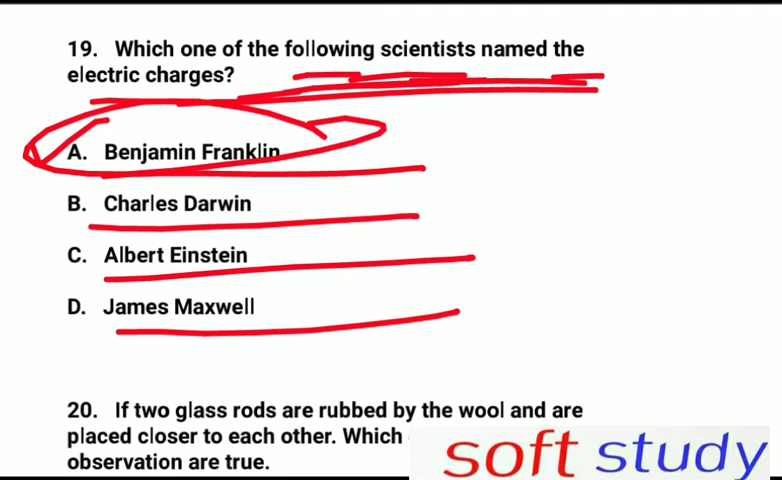 19. Which one of the following scientists named the
electric charges?
A. Benjamin Franklin
B. Charles Darwin
C. Albert Einstein
D. James Maxwell
20. If two glass rods are rubbed by the wool and are
placed closer to each other. Which
observation are true.
soft study